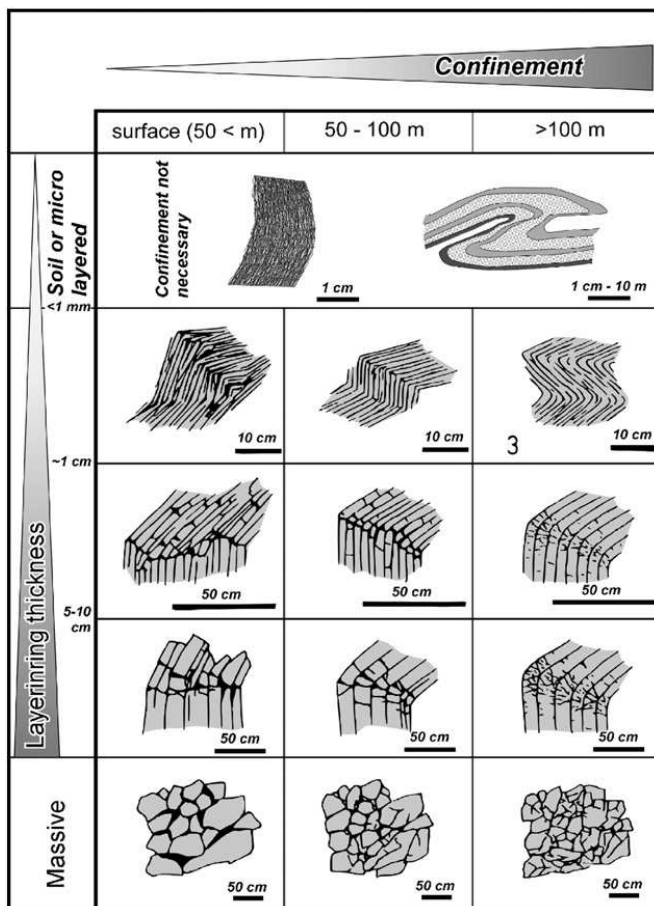 Confinement
surface (50 < m)
50 - 100 m
>100 m
Soil or micro
layered
Confinement not
necessary
1 cm
1 cm - 10 m
<1 mm
10 cm
10 cm
3
10 cm
~1 cm
50 cm
50 cm
50 cm
5-10
cm
Layerinring thickness
50 cm
50 cm
50 cm
Massive
50 cm
50 cm
50 cm